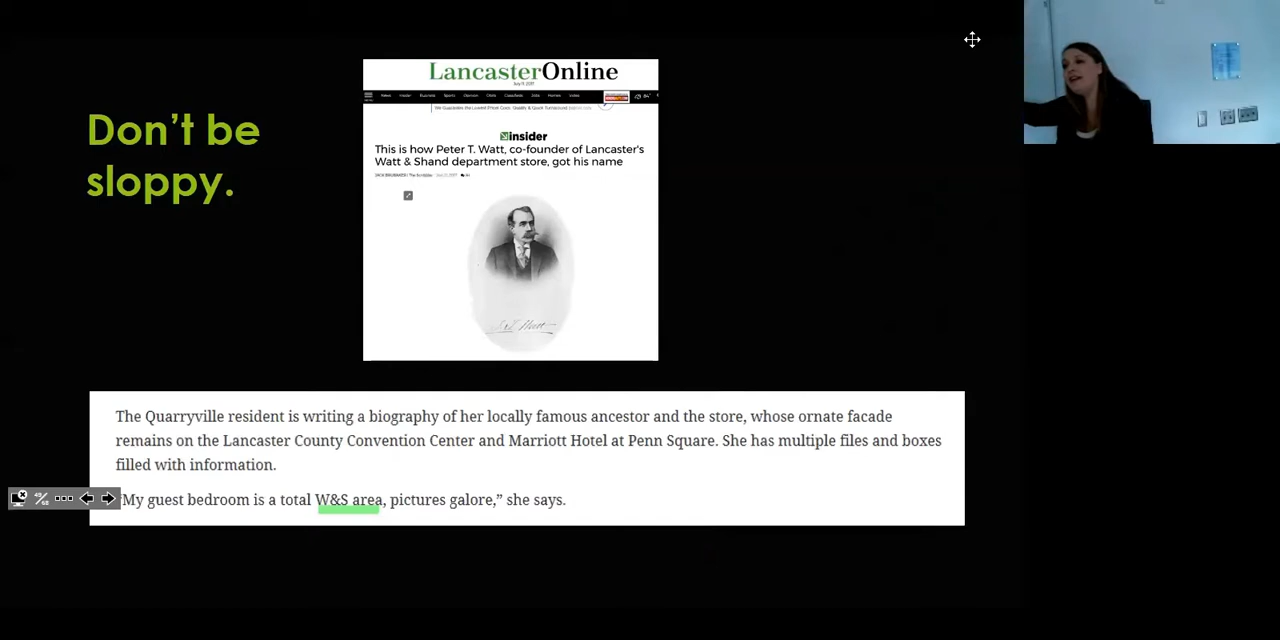 Don't be
sloppy.
LancasterOnline
insider
This is how Peter T. Watt, co-founder of Lancaster's
Watt & Shand department store, got his name
The Quarryville resident is writing a biography of her locally famous ancestor and the store, whose ornate facade
remains on the Lancaster County Convention Center and Marriott Hotel at Penn Square. She has multiple files and boxes
filled with information.
“My guest bedroom is a total W&S area, pictures galore,” she says.